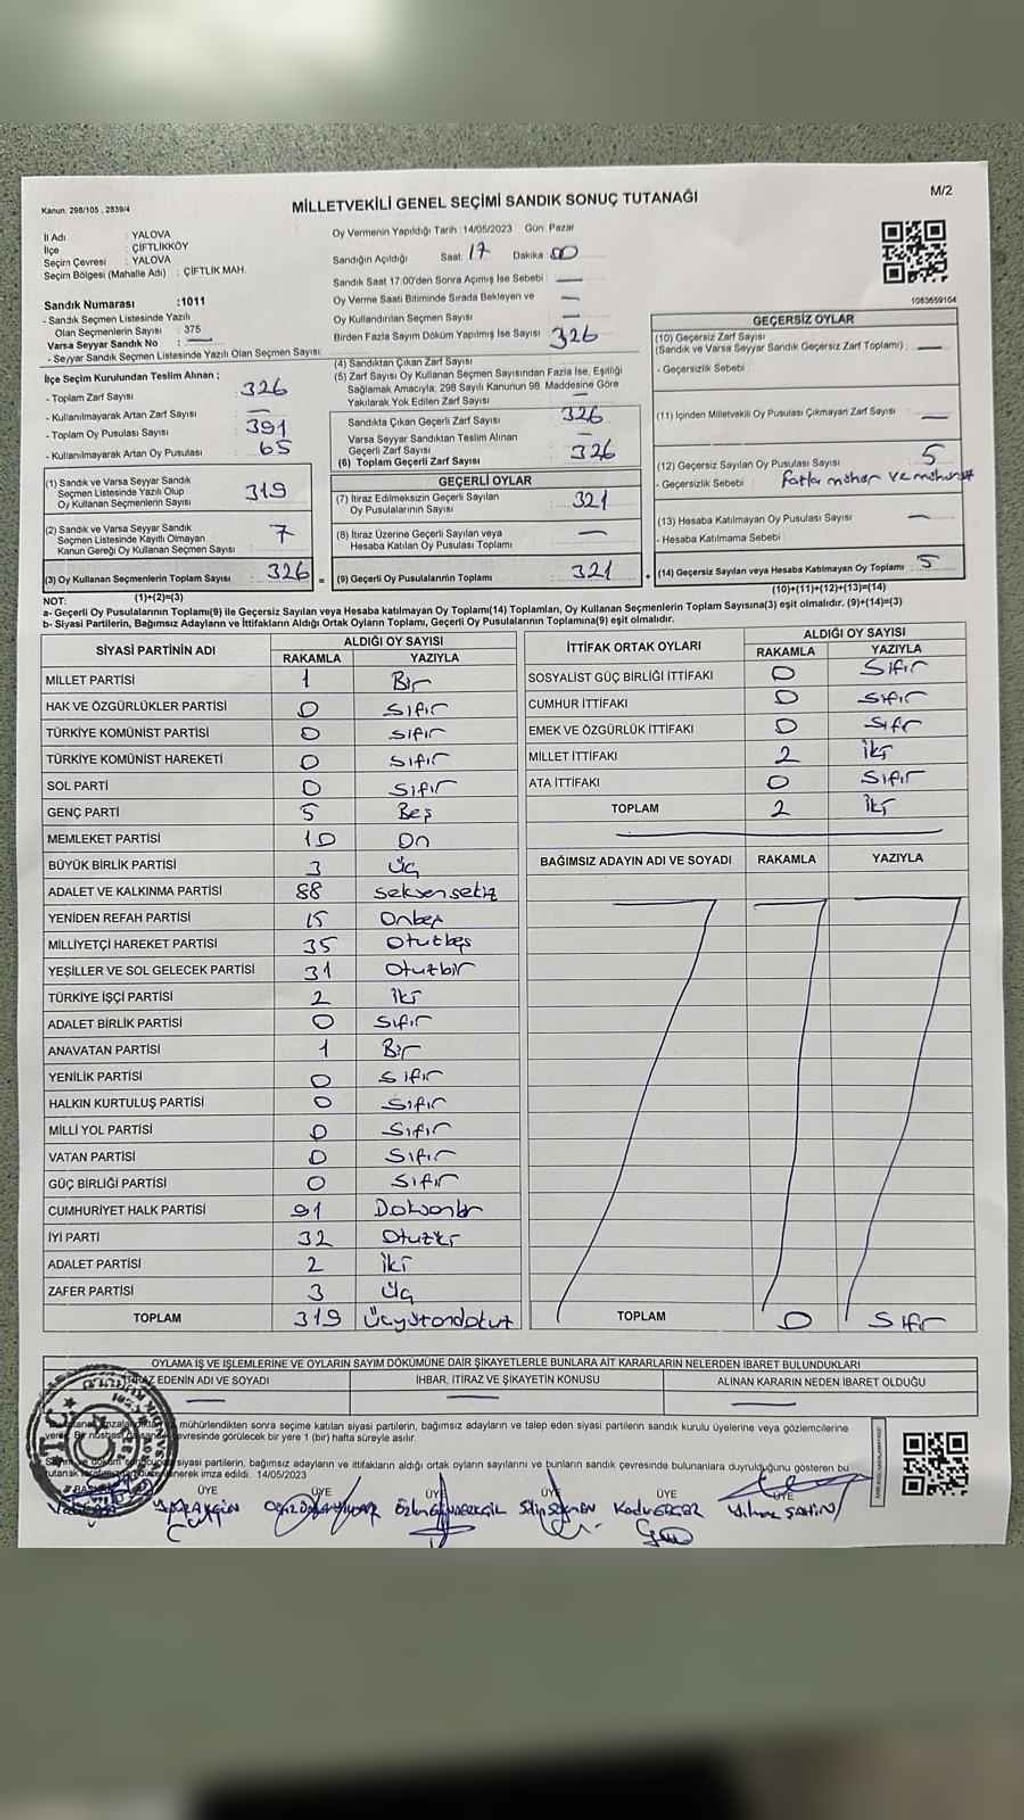 Kanun: 298/105 , 2839/4
MİLLETVEKİLİ GENEL SEÇİMİ SANDIK SONUÇ TUTANAĞI
M/2
İl Adı : YALOVA
İlçe : ÇİFTLİKKÖY
Seçim Çevresi : YALOVA
Seçim Bölgesi (Mahalle Adı) : ÇİFTLİK MAH.
Sandık Numarası :1011
- Sandık Seçmen Listesinde Yazılı
Olan Seçmenlerin Sayısı : 375
Varsa Seyyar Sandık No : —
- Seyyar Sandık Seçmen Listesinde Yazılı Olan Seçmen Sayısı:
Oy Vermenin Yapıldığı Tarih :14/05/2023 Gün: Pazar
Sandığın Açıldığı Saat: 17 Dakika: 00
Sandık Saat 17:00'den Sonra Açımış İse Sebebi : —
Oy Verme Saati Bitiminde Sırada Bekleyen ve —
Oy Kullandırılan Seçmen Sayısı —
Birden Fazla Sayım Döküm Yapılmış İse Sayısı 326
1083659104
İlçe Seçim Kurulundan Teslim Alınan ;
- Toplam Zarf Sayısı 326
- Kullanılmayarak Artan Zarf Sayısı —
- Toplam Oy Pusulası Sayısı 391
- Kullanılmayarak Artan Oy Pusulası 65
(1) Sandık ve Varsa Seyyar Sandık
Seçmen Listesinde Yazılı Olup
Oy Kullanan Seçmenlerin Sayısı 319
(2) Sandık ve Varsa Seyyar Sandık
Seçmen Listesinde Kayıtlı Olmayan
Kanun Gereği Oy Kullanan Seçmen Sayısı 7
(3) Oy Kullanan Seçmenlerin Toplam Sayısı 326 =
(1)+(2)=(3)
(4) Sandıktan Çıkan Zarf Sayısı
(5) Zarf Sayısı Oy Kullanan Seçmen Sayısından Fazla İse, Eşitliği
Sağlamak Amacıyla; 298 Sayılı Kanunun 98. Maddesine Göre
Yakılarak Yok Edilen Zarf Sayısı —
Sandıkta Çıkan Geçerli Zarf Sayısı 326
Varsa Seyyar Sandıktan Teslim Alınan
Geçerli Zarf Sayısı —
(6) Toplam Geçerli Zarf Sayısı 326
GEÇERLİ OYLAR
(7) İtiraz Edilmeksizin Geçerli Sayılan
Oy Pusulalarının Sayısı 321
(8) İtiraz Üzerine Geçerli Sayılan veya
Hesaba Katılan Oy Pusulası Toplamı —
(9) Geçerli Oy Pusulalarının Toplamı 321 +
GEÇERSİZ OYLAR
(10) Geçersiz Zarf Sayısı
(Sandık ve Varsa Seyyar Sandık Geçersiz Zarf Toplamı) : —
- Geçersizlik Sebebi
(11) İçinden Milletvekili Oy Pusulası Çıkmayan Zarf Sayısı —
(12) Geçersiz Sayılan Oy Pusulası Sayısı 5
- Geçersizlik Sebebi fazla mühür ve
(13) Hesaba Katılmayan Oy Pusulası Sayısı —
- Hesaba Katılmama Sebebi
(14) Geçersiz Sayılan veya Hesaba Katılmayan Oy Toplamı 5
(10)+(11)+(12)+(13)=(14)
NOT:
a- Geçerli Oy Pusulalarının Toplamı(9) ile Geçersiz Sayılan veya Hesaba katılmayan Oy Toplamı(14) Toplamları, Oy Kullanan Seçmenlerin Toplam Sayısına(3) eşit olmalıdır. (9)+(14)=(3)
b- Siyasi Partilerin, Bağımsız Adayların ve İttifakların Aldığı Ortak Oyların Toplamı, Geçerli Oy Pusulalarının Toplamına(9) eşit olmalıdır.
SİYASİ PARTİNİN ADI ALDIĞI OY SAYISI
RAKAMLA YAZIYLA
MİLLET PARTİSİ 1 Bir
HAK VE ÖZGÜRLÜKLER PARTİSİ 0 Sıfır
TÜRKİYE KOMÜNİST PARTİSİ 0 Sıfır
TÜRKİYE KOMÜNİST HAREKETİ 0 Sıfır
SOL PARTİ 0 Sıfır
GENÇ PARTİ 5 Beş
MEMLEKET PARTİSİ 10 On
BÜYÜK BİRLİK PARTİSİ 3 Üç
ADALET VE KALKINMA PARTİSİ 88 Seksensekiz
YENİDEN REFAH PARTİSİ 15 Onbeş
MİLLİYETÇİ HAREKET PARTİSİ 35 Otuzbeş
YEŞİLLER VE SOL GELECEK PARTİSİ 31 Otuzbir
TÜRKİYE İŞÇİ PARTİSİ 2 İki
ADALET BİRLİK PARTİSİ 0 Sıfır
ANAVATAN PARTİSİ 1 Bir
YENİLİK PARTİSİ 0 Sıfır
HALKIN KURTULUŞ PARTİSİ 0 Sıfır
MİLLİ YOL PARTİSİ 0 Sıfır
VATAN PARTİSİ 0 Sıfır
GÜÇ BİRLİĞİ PARTİSİ 0 Sıfır
CUMHURİYET HALK PARTİSİ 91 Doksanbir
İYİ PARTİ 32 Otuziki
ADALET PARTİSİ 2 İki
ZAFER PARTİSİ 3 Üç
TOPLAM 319 Üçyüzondokuz
İTTİFAK ORTAK OYLARI ALDIĞI OY SAYISI
RAKAMLA YAZIYLA
SOSYALİST GÜÇ BİRLİĞİ İTTİFAKI 0 Sıfır
CUMHUR İTTİFAKI 0 Sıfır
EMEK VE ÖZGÜRLÜK İTTİFAKI 0 Sıfır
MİLLET İTTİFAKI 2 İki
ATA İTTİFAKI 0 Sıfır
TOPLAM 2 İki
BAĞIMSIZ ADAYIN ADI VE SOYADI RAKAMLA YAZIYLA
TOPLAM 0 Sıfır
OYLAMA İŞ VE İŞLEMLERİNE VE OYLARIN SAYIM DÖKÜMÜNE DAİR ŞİKAYETLERLE BUNLARA AİT KARARLARIN NELERDEN İBARET BULUNDUKLARI
EDENİN ADI VE SOYADI İHBAR, İTİRAZ VE ŞİKAYETİN KONUSU ALINAN KARARIN NEDEN İBARET OLDUĞU
— — —
mühürlendikten sonra seçime katılan siyasi partilerin, bağımsız adayların ve talep eden siyasi partilerin sandık kurulu üyelerine veya gözlemcilerine
verilir. Bir nüshası da sandık çevresinde görülecek bir yere 1 (bir) hafta süreyle asılır.
siyasi partilerin, bağımsız adayların ve ittifakların aldığı ortak oyların sayılarını ve bunların sandık çevresinde bulunanlara duyrulduğunu gösteren bu
tutanak imza edildi. 14/05/2023
BAŞKAN ÜYE ÜYE ÜYE ÜYE ÜYE ÜYE
Yılmaz ŞAHİN